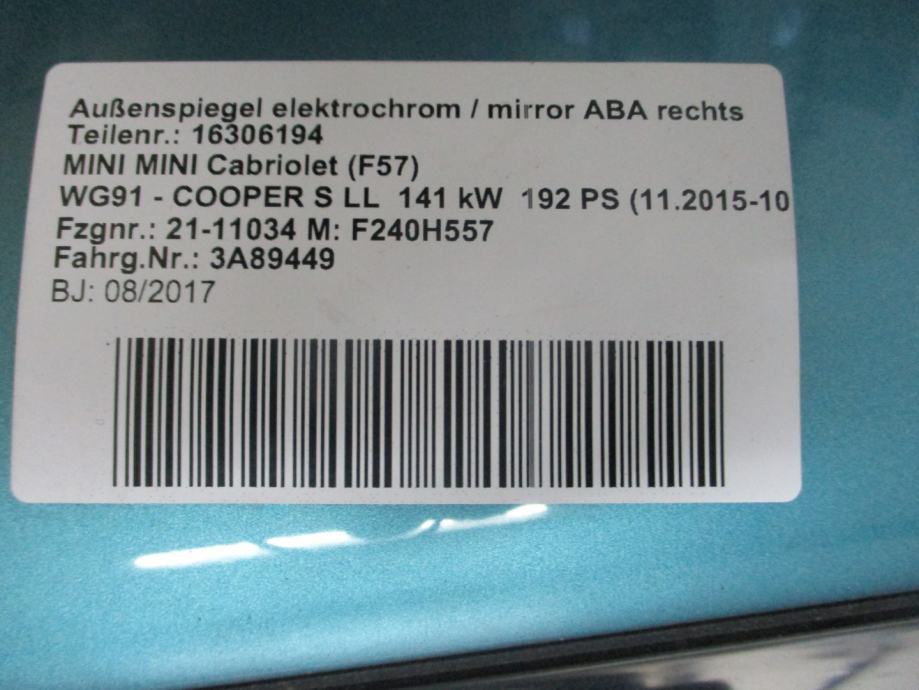 Außenspiegel elektrochrom / mirror ABA rechts
Teilenr.: 16306194
MINI MINI Cabriolet (F57)
WG91 - COOPER S LL 141 kW 192 PS (11.2015-10
Fzgnr.: 21-11034 M: F240H557
Fahrg.Nr.: 3A89449
BJ: 08/2017